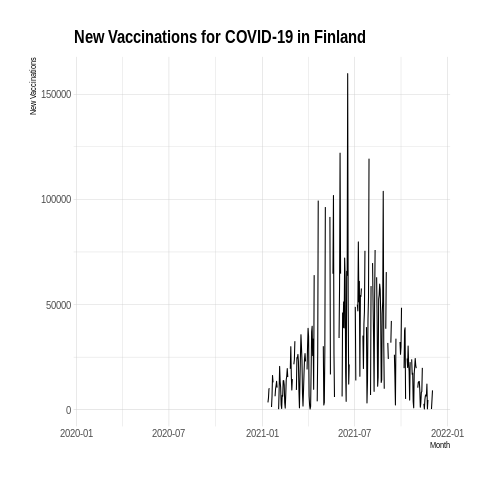 New Vaccinations for COVID-19 in Finland
New Vaccinations
150000
100000
50000
0
2020-01 2020-07 2021-01 2021-07 2022-01
Month